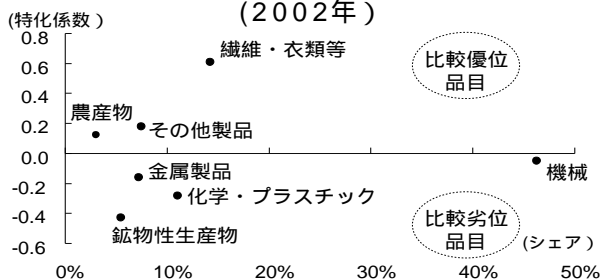 (2002年)
(特化係数)
0.8
0.6
0.4
0.2
0.0
-0.2
-0.4
-0.6
繊維・衣類等
比較優位
品目
農産物
その他製品
金属製品
機械
化学・プラスチック
鉱物性生産物
比較劣位
品目
(シェア)
0% 10% 20% 30% 40% 50%